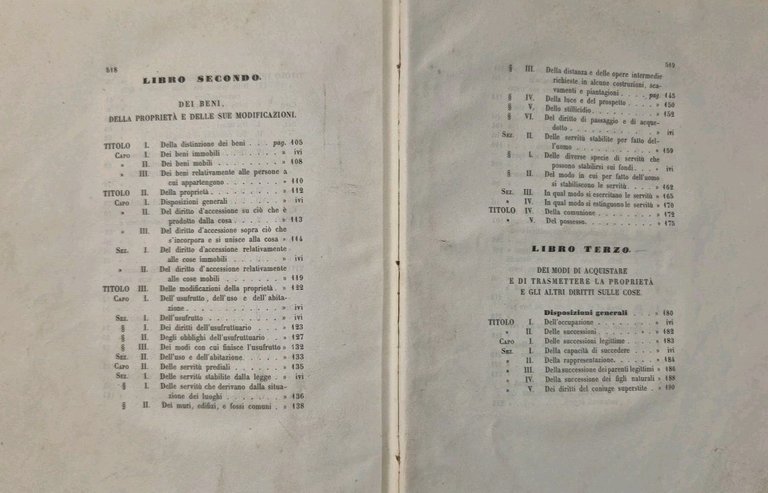 518
LIBRO SECONDO.
DEI BENI,
DELLA PROPRIETÀ E DELLE SUE MODIFICAZIONI.
TITOLO I. Della distinzione dei beni . . . pag. 105
CAPO I. Dei beni immobili . . . . . . . . » ivi
» II. Dei beni mobili . . . . . . . . . » 108
» III. Dei beni relativamente alle persone a
cui appartengono . . . . . . . . » 110
TITOLO II. Della proprietà . . . . . . . . . . » 112
CAPO I. Disposizioni generali . . . . . . . » ivi
» II. Del diritto d'accessione su ciò che è
prodotto dalla cosa . . . . . . . » 113
» III. Del diritto d'accessione sopra ciò che
s'incorpora e si unisce alla cosa » 114
SEZ. I. Del diritto d'accessione relativamente
alle cose immobili . . . . . . . » ivi
» II. Del diritto d'accessione relativamente
alle cose mobili . . . . . . . . » 119
TITOLO III. Delle modificazioni della proprietà . » 122
CAPO I. Dell'usufrutto, dell'uso e dell'abita-
zione . . . . . . . . . . . . . » ivi
SEZ. I. Dell'usufrutto . . . . . . . . . . » ivi
§ I. Dei diritti dell'usufruttuario . . . » 123
§ II. Degli obblighi dell'usufruttuario . . » 127
§ III. Dei modi con cui finisce l'usufrutto » 132
SEZ. II. Dell'uso e dell'abitazione . . . . . » 133
CAPO II. Delle servitù prediali . . . . . . . » 135
SEZ. I. Delle servitù stabilite dalla legge . . » ivi
§ I. Delle servitù che derivano dalla situa-
zione dei luoghi . . . . . . . . » 136
§ II. Dei muri, edifizi, e fossi comuni . . » 138
519
§ III. Della distanza e delle opere intermedie
richieste in alcune costruzioni, sca-
vamenti e piantagioni . . . . pag. 145
§ IV. Della luce e del prospetto . . . . . » 150
§ V. Dello stillicidio . . . . . . . . . . » 152
§ VI. Del diritto di passaggio e di acque-
dotto . . . . . . . . . . . . . » ivi
SEZ. II. Delle servitù stabilite per fatto del-
l'uomo . . . . . . . . . . . . » 159
§ I. Delle diverse specie di servitù che
possono stabilirsi sui fondi . . . . » ivi
§ II. Del modo in cui per fatto dell'uomo
si stabiliscono le servitù . . . . . » 162
SEZ. III. In qual modo si esercitano le servitù » 165
» IV. In qual modo si estinguono le servitù » 170
TITOLO IV. Della comunione . . . . . . . . . » 172
» V. Del possesso . . . . . . . . . . . » 175
LIBRO TERZO
DEI MODI DI ACQUISTARE
E DI TRASMETTERE LA PROPRIETÀ
E GLI ALTRI DIRITTI SULLE COSE.
Disposizioni generali . . . . . » 180
TITOLO I. Dell'occupazione . . . . . . . . . » ivi
» II. Delle successioni . . . . . . . . . » 182
CAPO I. Delle successioni legittime . . . . . » 183
SEZ. I. Della capacità di succedere . . . . » ivi
» II. Della rappresentazione . . . . . . . » 184
» III. Della successione dei parenti legittimi » 186
» IV. Della successione dei figli naturali . » 188
» V. Dei diritti del coniuge superstite . . » 190